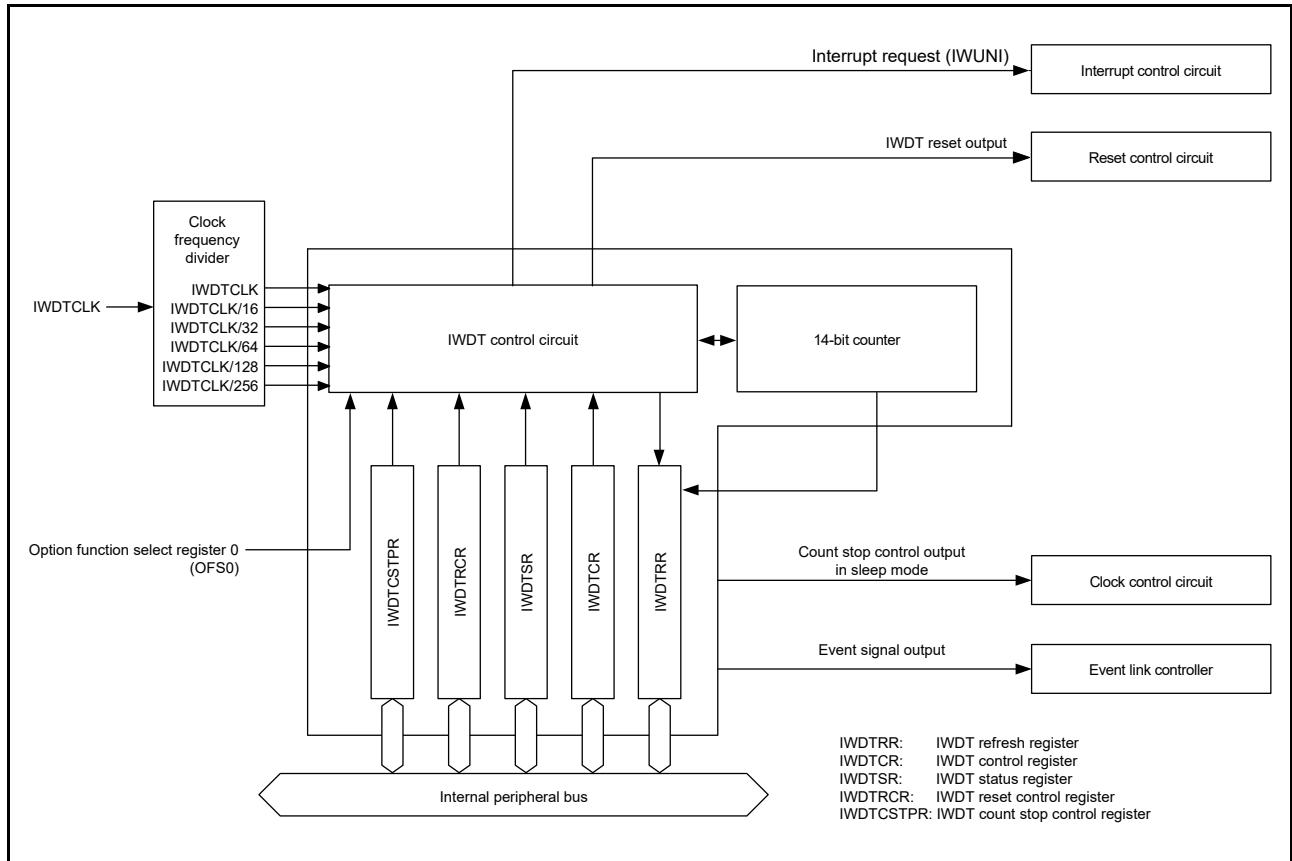 Interrupt request (IWUNI)
Interrupt control circuit
IWDT reset output
Reset control circuit
Clock
frequency
divider
IWDTCLK
IWDTCLK
IWDTCLK/16
IWDTCLK/32
IWDTCLK/64
IWDTCLK/128
IWDTCLK/256
IWDT control circuit
14-bit counter
Option function select register 0
(OFS0)
IWDTCSTPR
IWDTRCR
IWDTSR
IWDTCR
IWDTRR
Count stop control output
in sleep mode
Clock control circuit
Event signal output
Event link controller
Internal peripheral bus
IWDTRR: IWDT refresh register
IWDTCR: IWDT control register
IWDTSR: IWDT status register
IWDTRCR: IWDT reset control register
IWDTCSTPR: IWDT count stop control register